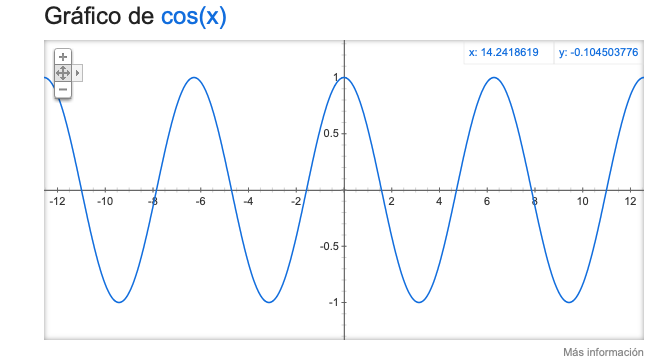 Gráfico de cos(x)
x: 14.2418619 y: -0.104503776
1
0.5
-12 -10 -8 -6 -4 -2 2 4 6 8 10 12
-0.5
-1
Más información